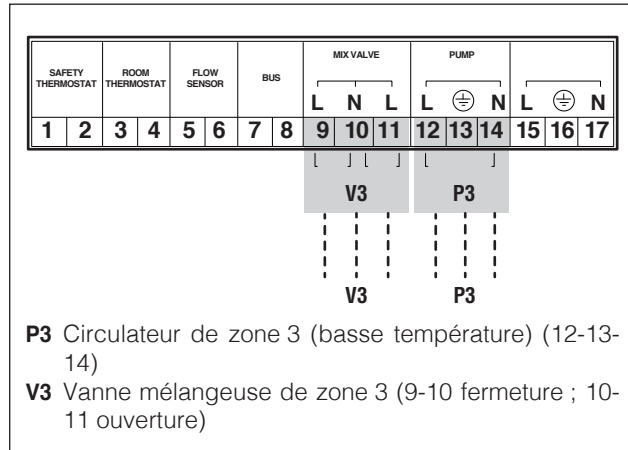 SAFETY THERMOSTAT ROOM THERMOSTAT FLOW SENSOR BUS MIX VALVE PUMP
L N L L N L N
1 2 3 4 5 6 7 8 9 10 11 12 13 14 15 16 17
V3 P3
V3 P3
P3 Circulateur de zone 3 (basse température) (12-13-
14)
V3 Vanne mélangeuse de zone 3 (9-10 fermeture ; 10-
11 ouverture)